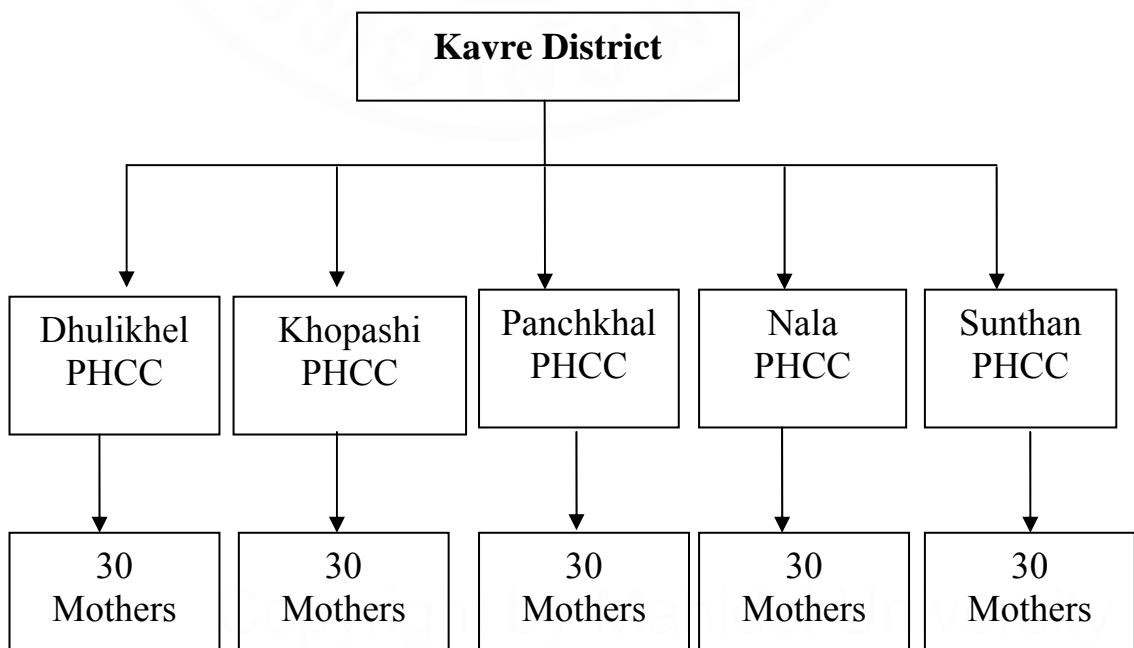 Kavre District
Dhulikhel
PHCC
Khopashi
PHCC
Panchkhal
PHCC
Nala
PHCC
Sunthan
PHCC
30
Mothers
30
Mothers
30
Mothers
30
Mothers
30
Mothers